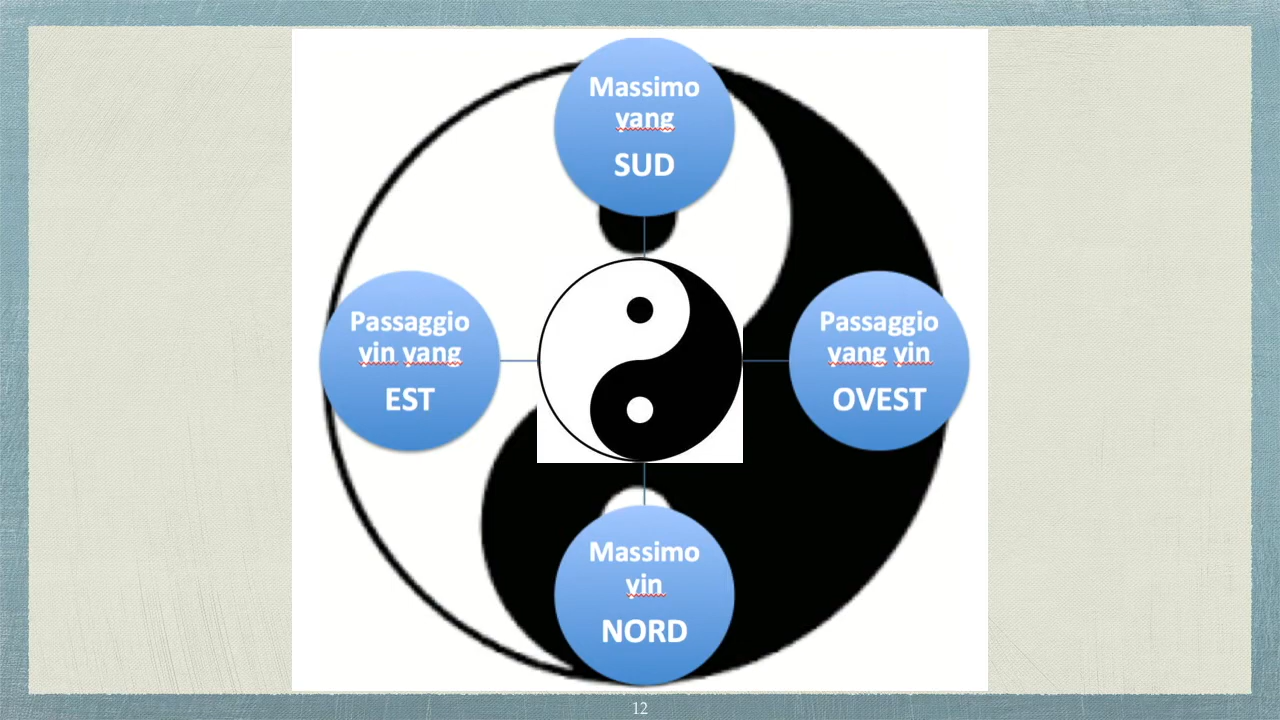 Massimo
yang
SUD
Passaggio
yin yang
EST
Passaggio
yang yin
OVEST
Massimo
yin
NORD
12